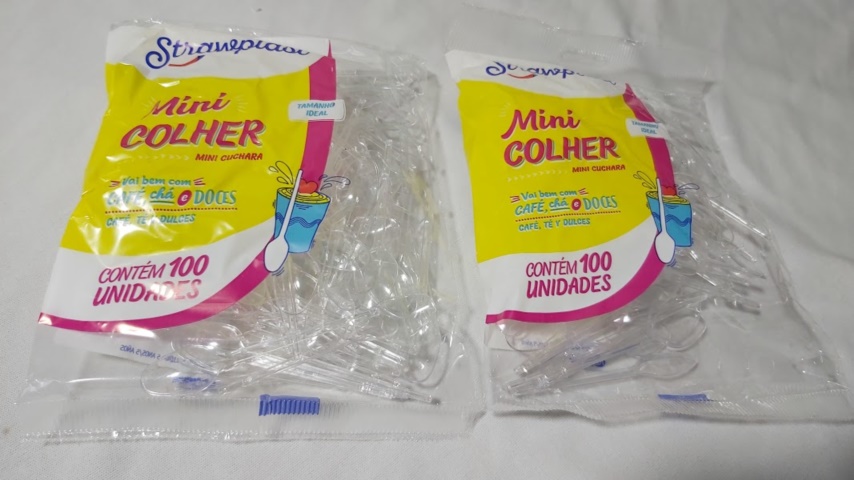 Strawplast
Mini
COLHER
MINI CUCHARA
TAMANHO
IDEAL
Vai bem com
CAFÉ, chá e DOCES
CAFÉ, TÉ Y DULCES
CONTÉM 100
UNIDADES
Strawplast
Mini
COLHER
MINI CUCHARA
TAMANHO
IDEAL
Vai bem com
CAFÉ, chá e DOCES
CAFÉ, TÉ Y DULCES
CONTÉM 100
UNIDADES